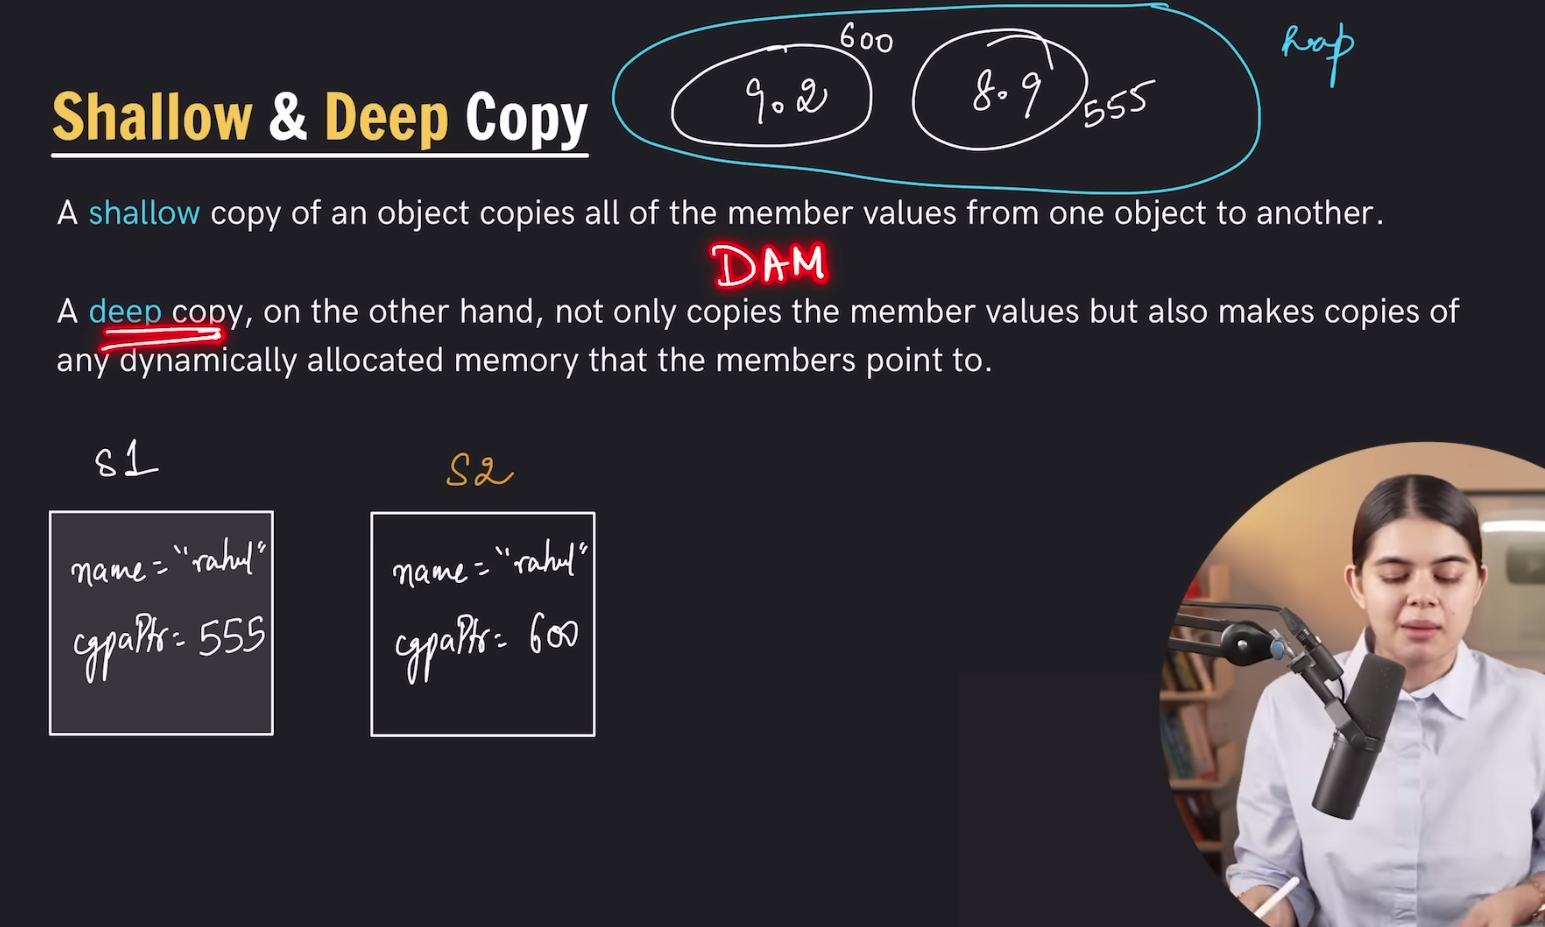 600
heap
9.2
8.9
555
Shallow & Deep Copy
A shallow copy of an object copies all of the member values from one object to another.
DAM
A deep copy, on the other hand, not only copies the member values but also makes copies of
any dynamically allocated memory that the members point to.
S1
S2
name = "rahul"
cgpaPtr = 555
name = "rahul"
cgpaPtr = 600